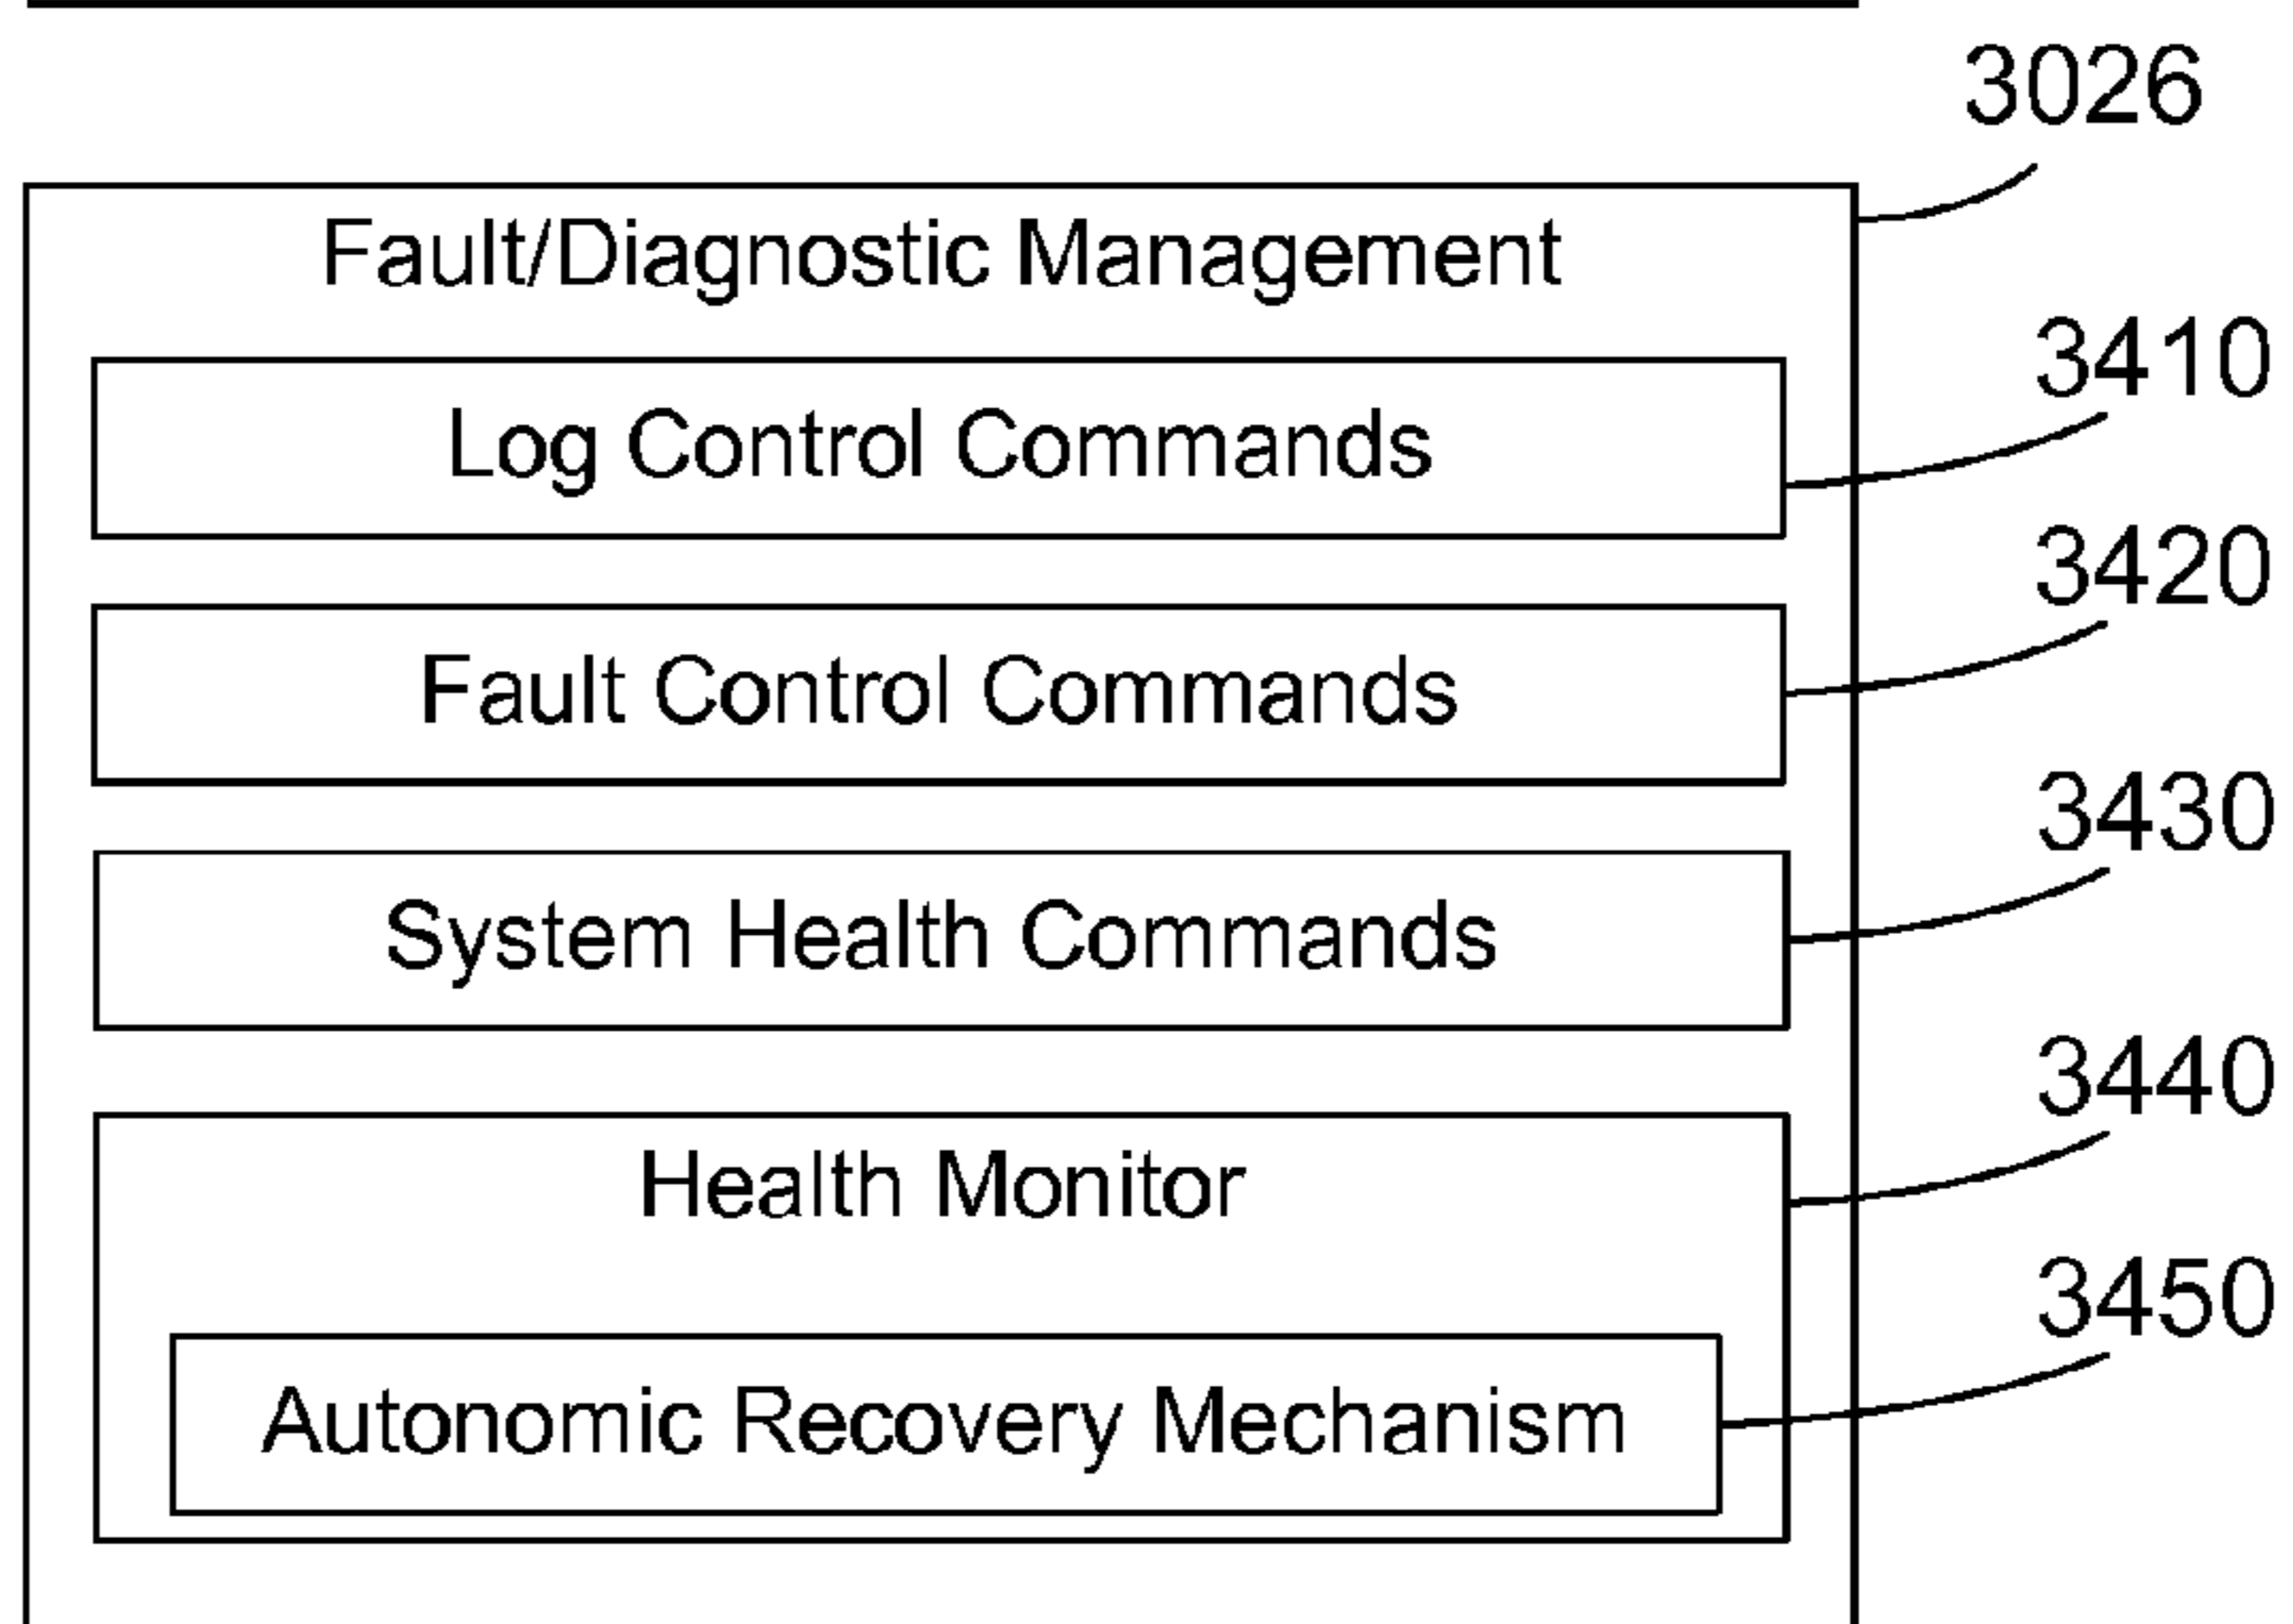 3026
Fault/Diagnostic Management
3410
Log Control Commands
3420
Fault Control Commands
3430
System Health Commands
3440
Health Monitor
3450
Autonomic Recovery Mechanism